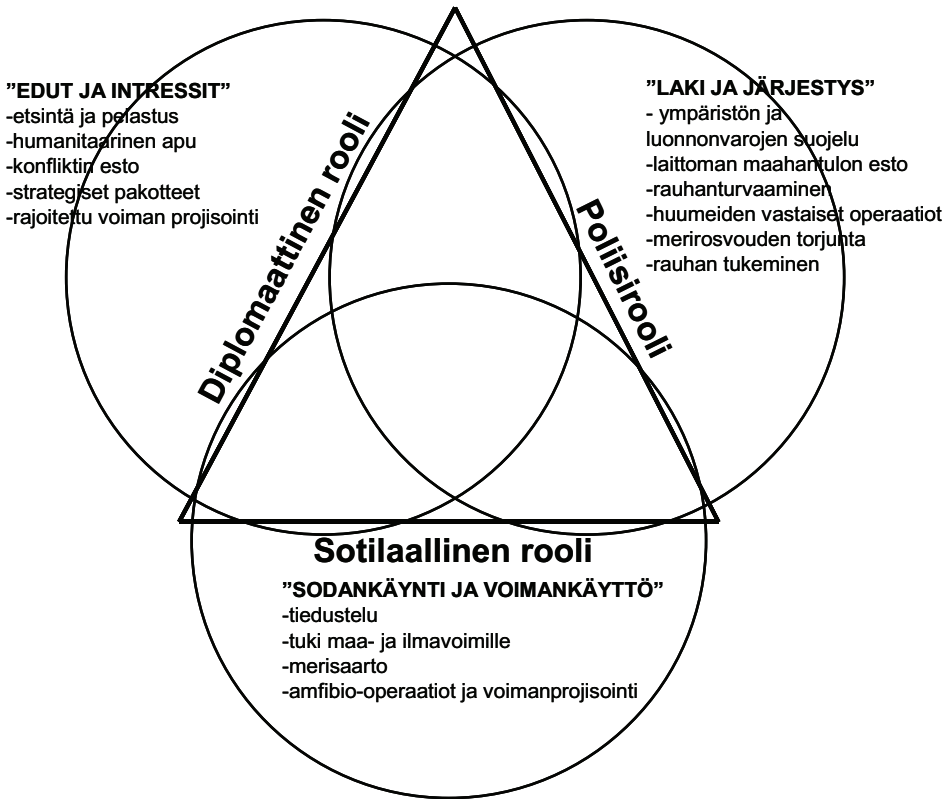 ”EDUT JA INTRESSIT”
-etsintä ja pelastus
-humanitaarinen apu
-konfliktin esto
-strategiset pakotteet
-rajoitettu voiman projisointi
Diplomaattinen rooli
”LAKI JA JÄRJESTYS”
- ympäristön ja
luonnonvarojen suojelu
-laittoman maahantulon esto
-rauhanturvaaminen
-huumeiden vastaiset operaatiot
-merirosvouden torjunta
-rauhan tukeminen
Poliisirooli
Sotilaallinen rooli
”SODANKÄYNTI JA VOIMANKÄYTTÖ”
-tiedustelu
-tuki maa- ja ilmavoimille
-merisaarto
-amfibio-operaatiot ja voimanprojisointi